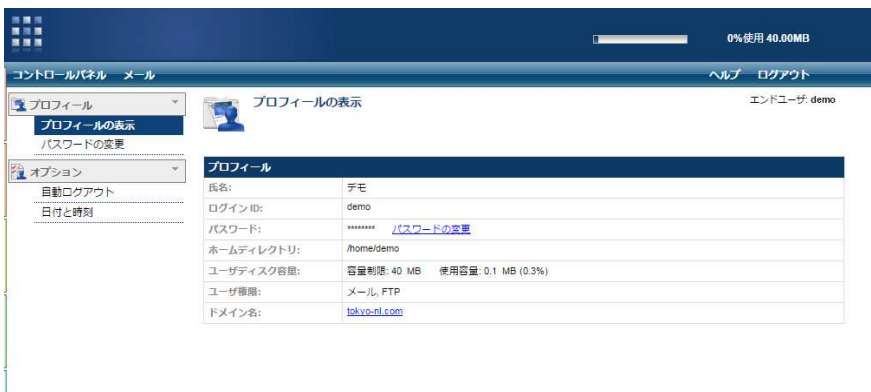 0%使用 40.00MB
コントロールパネル メール ヘルプ ログアウト
プロフィール
プロフィールの表示
パスワードの変更
オプション
自動ログアウト
日付と時刻
プロフィールの表示
エンドユーザ: demo
プロフィール
氏名: デモ
ログインID: demo
パスワード: ******** パスワードの変更
ホームディレクトリ: /home/demo
ユーザディスク容量: 容量制限: 40 MB 使用容量: 0.1 MB (0.3%)
ユーザ権限: メール, FTP
ドメイン名: tokyo-nl.com